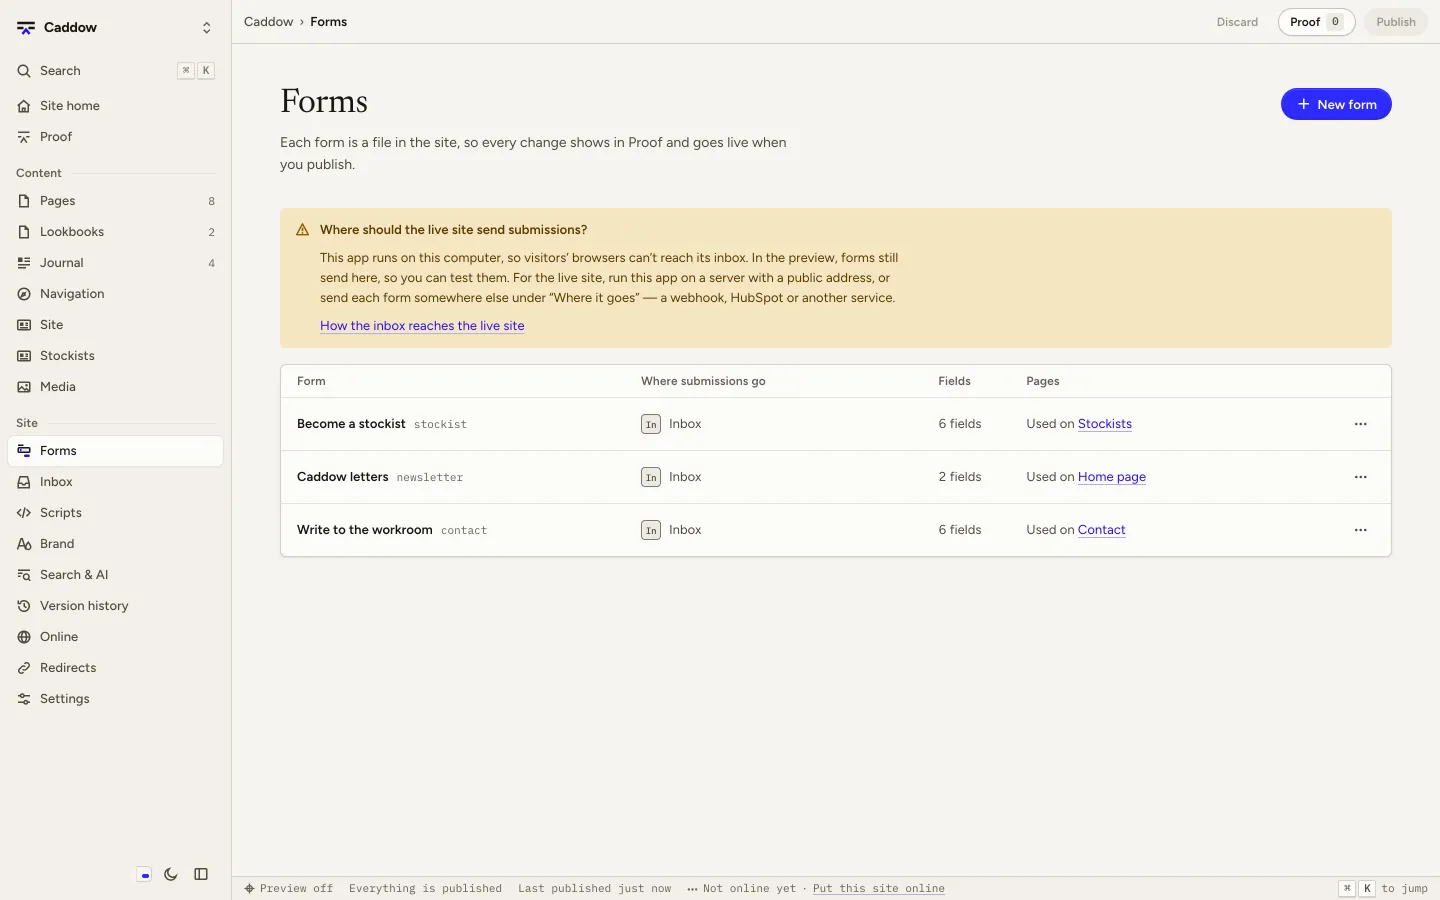 Caddow
Search ⌘ K
Site home
Proof
Content
Pages 8
Lookbooks 2
Journal 4
Navigation
Site
Stockists
Media
Site
Forms
Inbox
Scripts
Brand
Search & AI
Version history
Online
Redirects
Settings
Caddow › Forms
Discard
Proof 0
Publish
Forms
New form
Each form is a file in the site, so every change shows in Proof and goes live when
you publish.
Where should the live site send submissions?
This app runs on this computer, so visitors’ browsers can’t reach its inbox. In the preview, forms still
send here, so you can test them. For the live site, run this app on a server with a public address, or
send each form somewhere else under “Where it goes” — a webhook, HubSpot or another service.
How the inbox reaches the live site
Form Where submissions go Fields Pages
Become a stockist stockist In Inbox 6 fields Used on Stockists
Caddow letters newsletter In Inbox 2 fields Used on Home page
Write to the workroom contact In Inbox 6 fields Used on Contact
Preview off Everything is published Last published just now Not online yet · Put this site online ⌘ K to jump